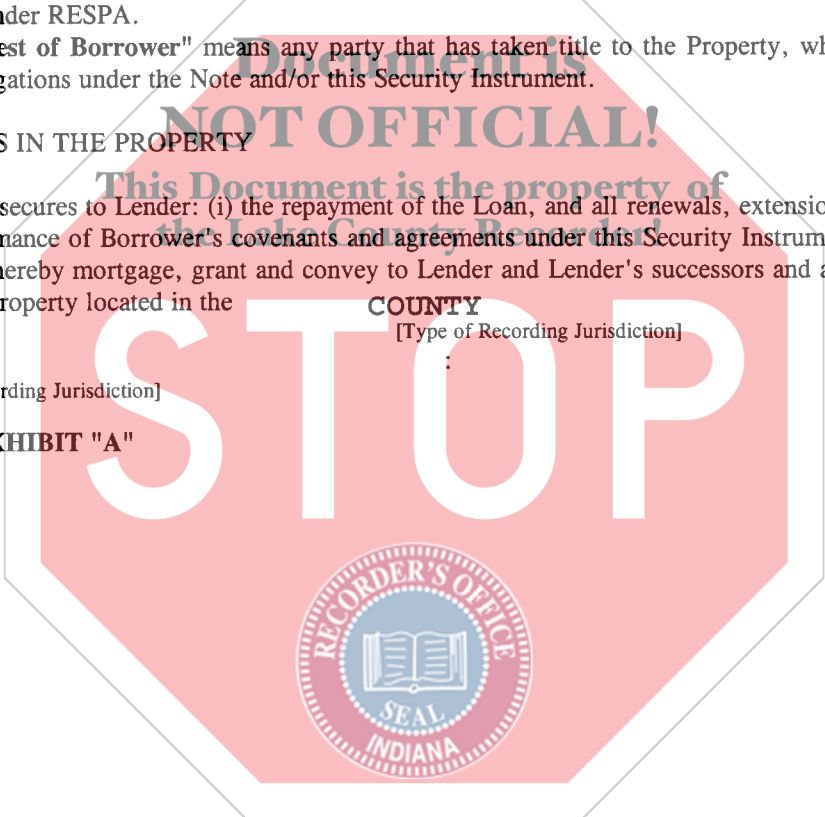 nder RESPA.
est of Borrower" means any party that has taken title to the Property, wh
Document is
gations under the Note and/or this Security Instrument.
NOT OFFICIAL!
S IN THE PROPERTY
This Document is the property of
secures to Lender: (i) the repayment of the Loan, and all renewals, extensio
the Lake County Recorder!
nance of Borrower's covenants and agreements under this Security Instrum
hereby mortgage, grant and convey to Lender and Lender's successors and a
roperty located in the COUNTY
[Type of Recording Jurisdiction]
:
rding Jurisdiction]
XHIBIT "A"
STOP
RECORDER'S OFFICE
SEAL
INDIANA